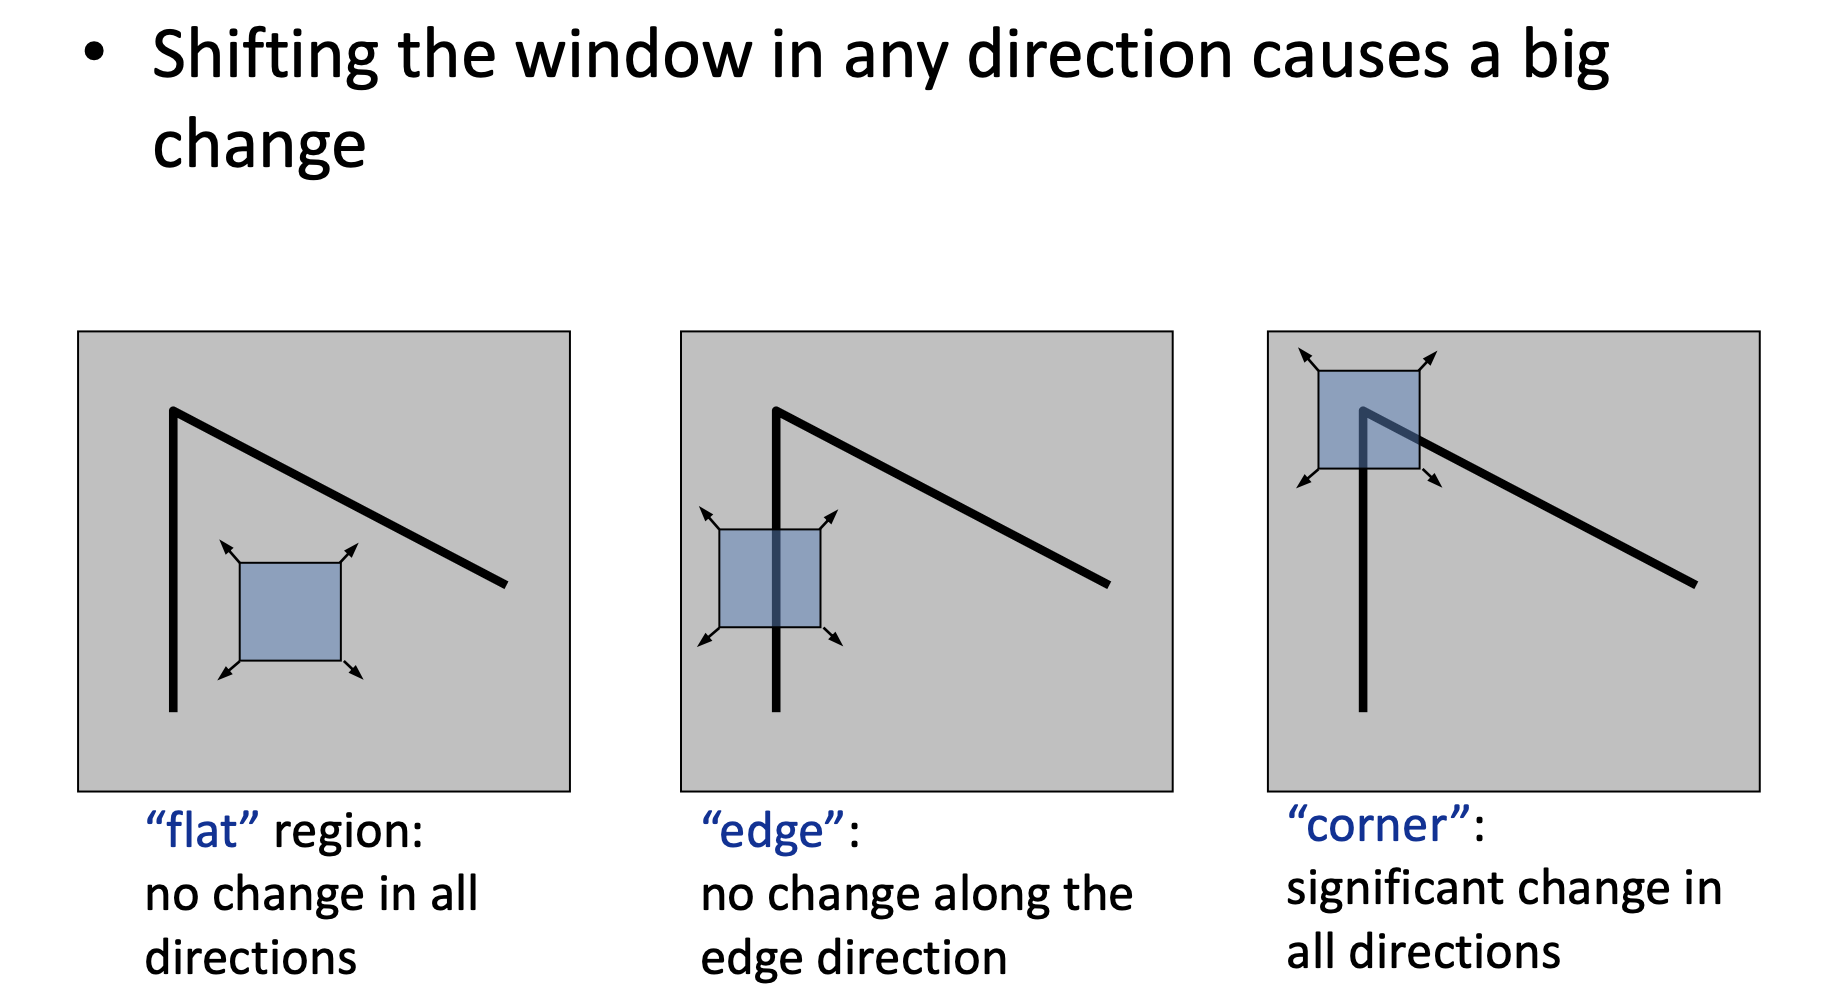 • Shifting the window in any direction causes a big
change
“flat” region:
no change in all
directions
“edge”:
no change along the
edge direction
“corner”:
significant change in
all directions